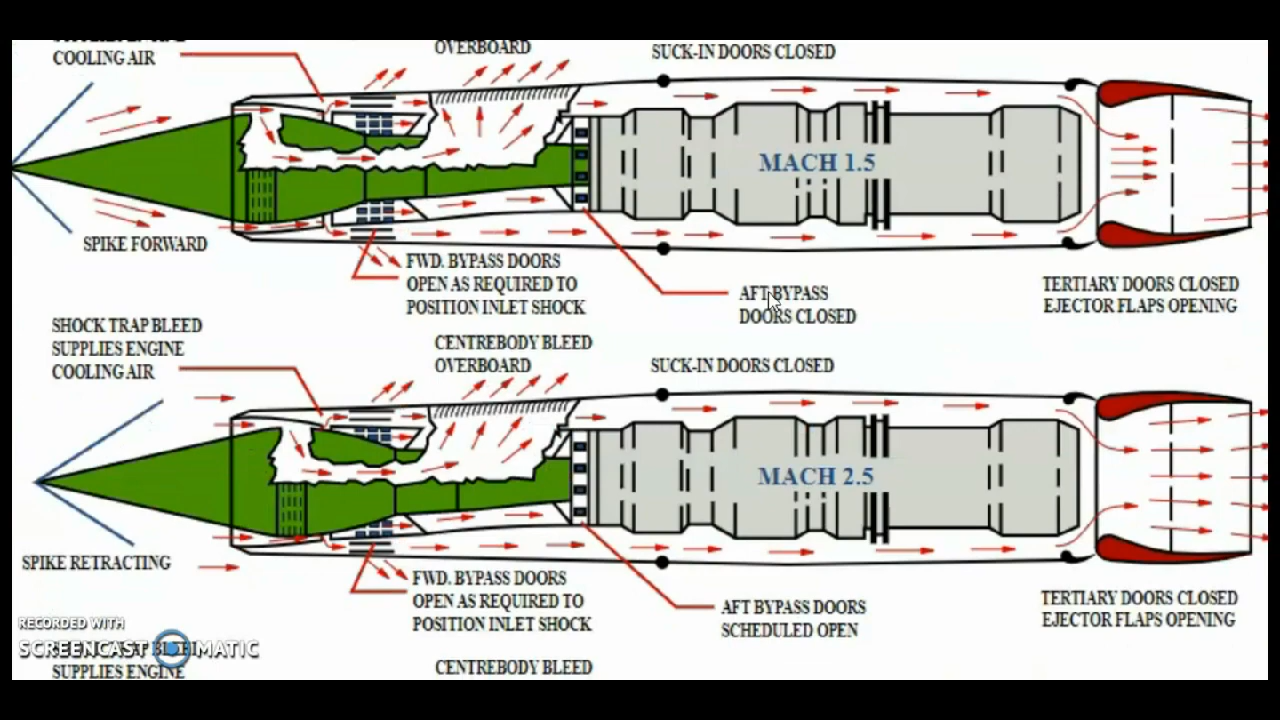 COOLING AIR
OVERBOARD
SUCK-IN DOORS CLOSED
MACH 1.5
SPIKE FORWARD
FWD. BYPASS DOORS
OPEN AS REQUIRED TO
POSITION INLET SHOCK
AFT BYPASS
DOORS CLOSED
TERTIARY DOORS CLOSED
EJECTOR FLAPS OPENING
SHOCK TRAP BLEED
SUPPLIES ENGINE
COOLING AIR
CENTREBODY BLEED
OVERBOARD
SUCK-IN DOORS CLOSED
MACH 2.5
SPIKE RETRACTING
FWD. BYPASS DOORS
OPEN AS REQUIRED TO
POSITION INLET SHOCK
AFT BYPASS DOORS
SCHEDULED OPEN
TERTIARY DOORS CLOSED
EJECTOR FLAPS OPENING
RECORDED WITH
SCREENCAST MATIC
SUPPLIES ENGINE
CENTREBODY BLEED